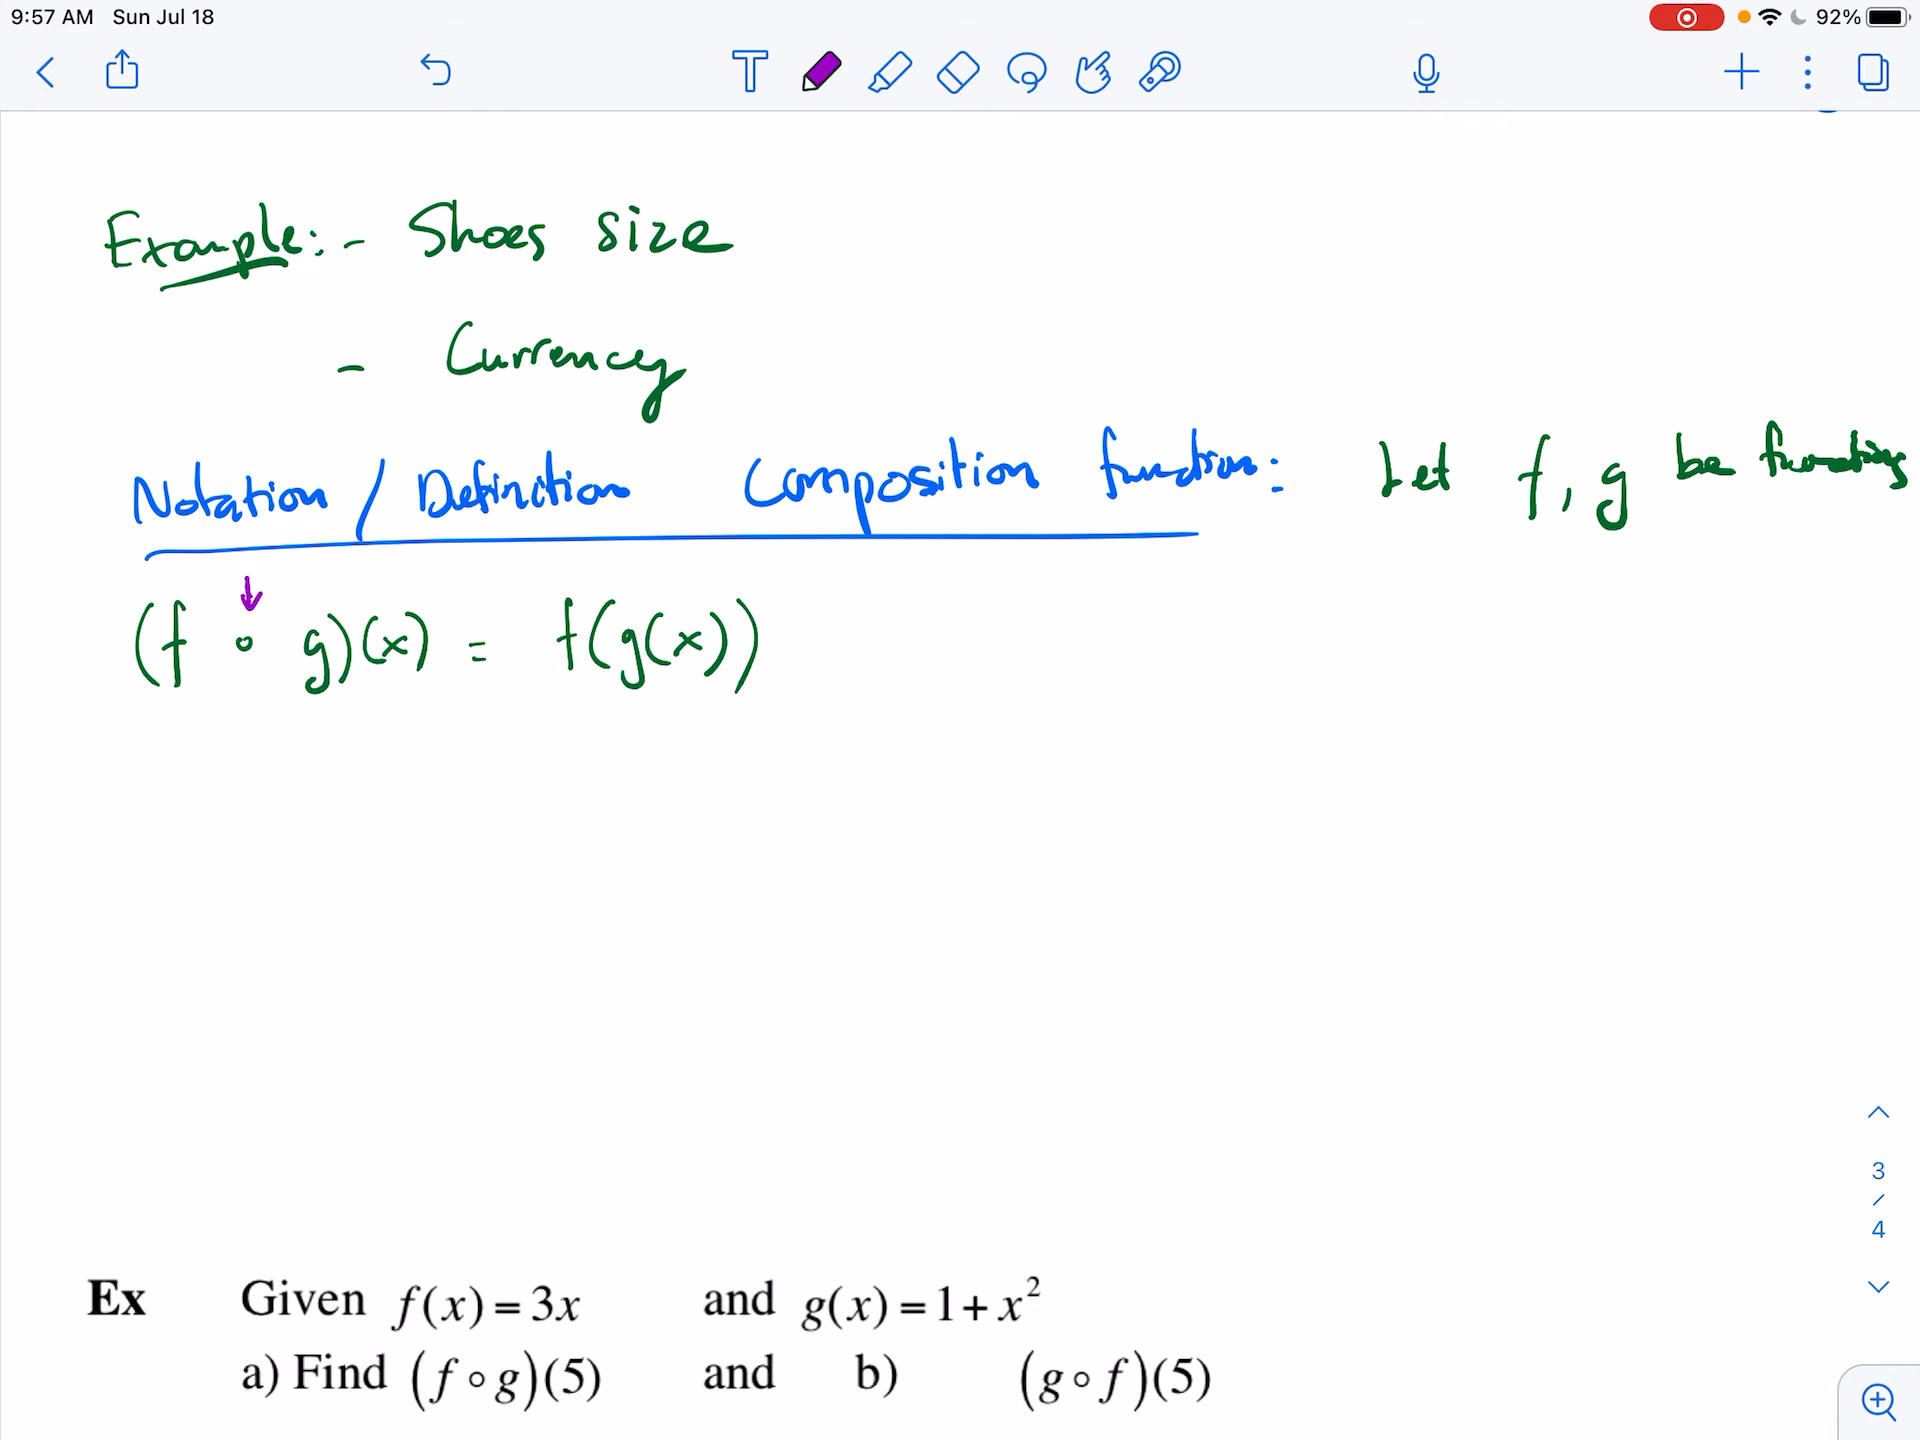 9:57 AM Sun Jul 18 92%
T
Example: - Shoes size
- Currency
Notation / Definition Composition function: Let f, g be functions
(f ∘ g)(x) = f(g(x))
3
/
4
Ex Given f(x) = 3x and g(x) = 1 + x²
a) Find (f ∘ g)(5) and b) (g ∘ f)(5)